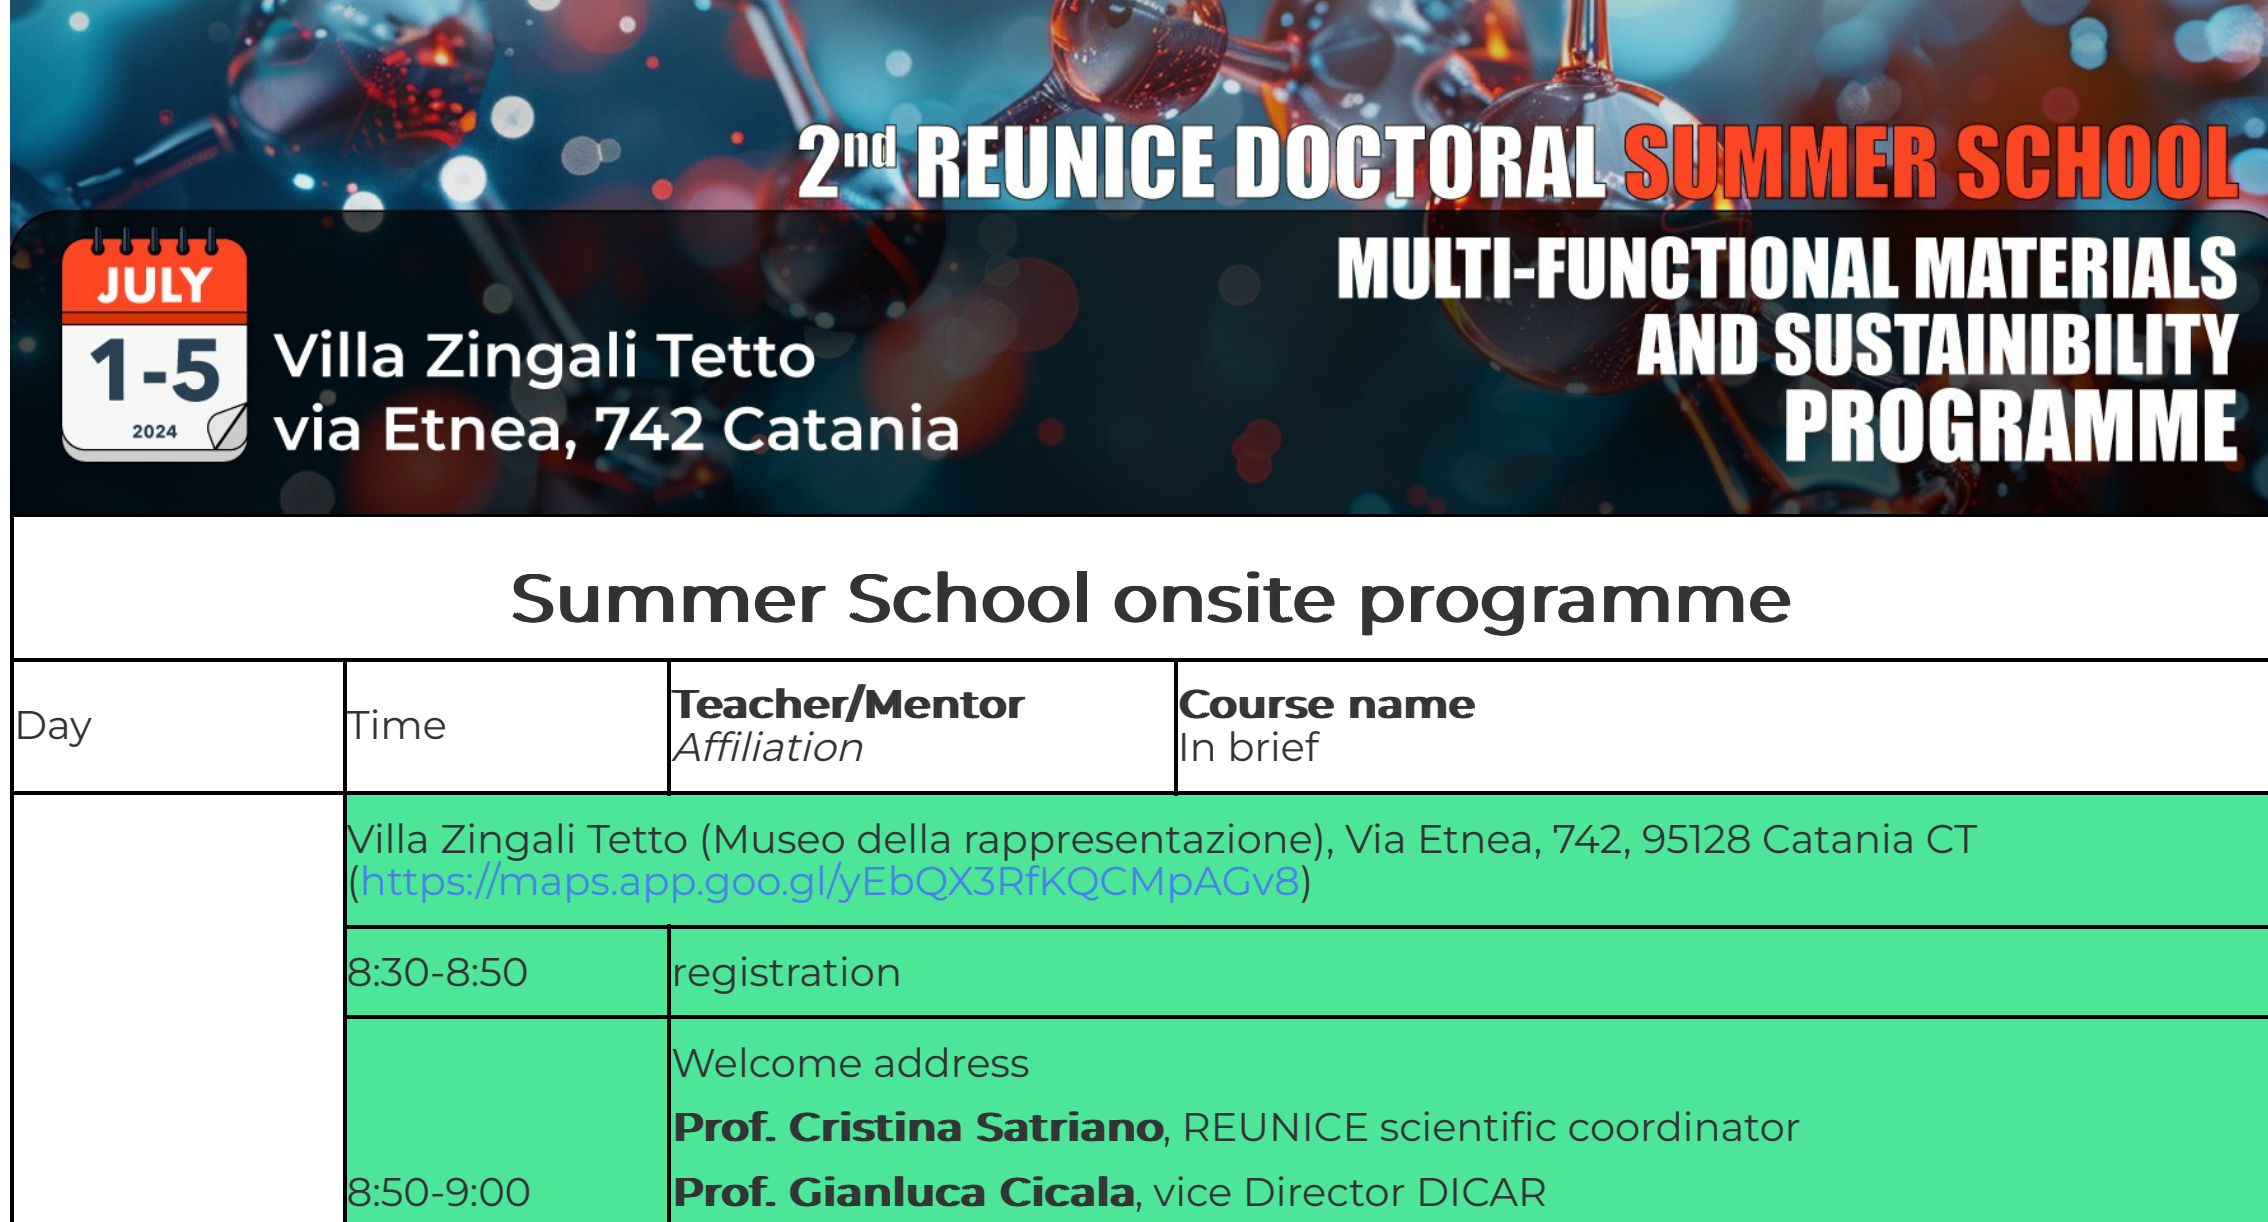 2nd REUNICE DOCTORAL SUMMER SCHOOL
MULTI-FUNCTIONAL MATERIALS
AND SUSTAINIBILITY
PROGRAMME
JULY
1-5
2024
Villa Zingali Tetto
via Etnea, 742 Catania
Summer School onsite programme
Day
Time
Teacher/Mentor
Affiliation
Course name
In brief
Villa Zingali Tetto (Museo della rappresentazione), Via Etnea, 742, 95128 Catania CT
(https://maps.app.goo.gl/yEbQX3RfKQCMpAGv8)
8:30-8:50
registration
8:50-9:00
Welcome address
Prof. Cristina Satriano, REUNICE scientific coordinator
Prof. Gianluca Cicala, vice Director DICAR